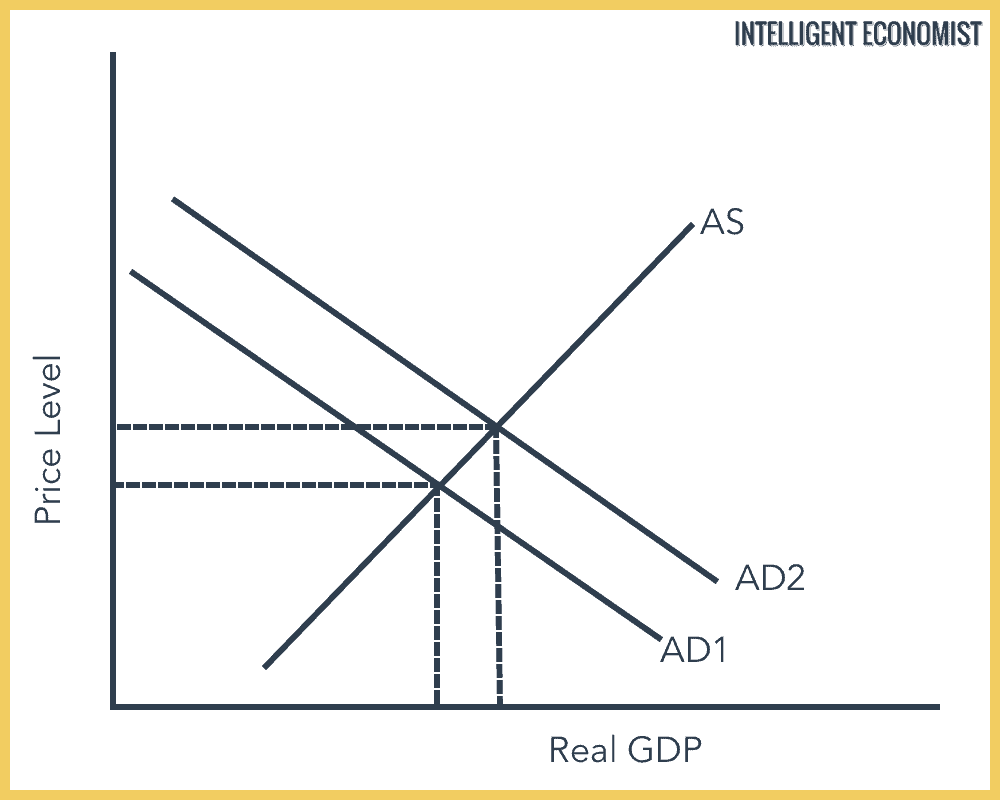 INTELLIGENT ECONOMIST
AS
Price Level
AD2
AD1
Real GDP